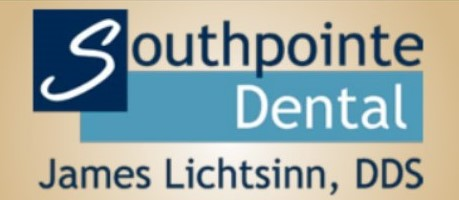 Southpointe
Dental
James Lichtsinn, DDS